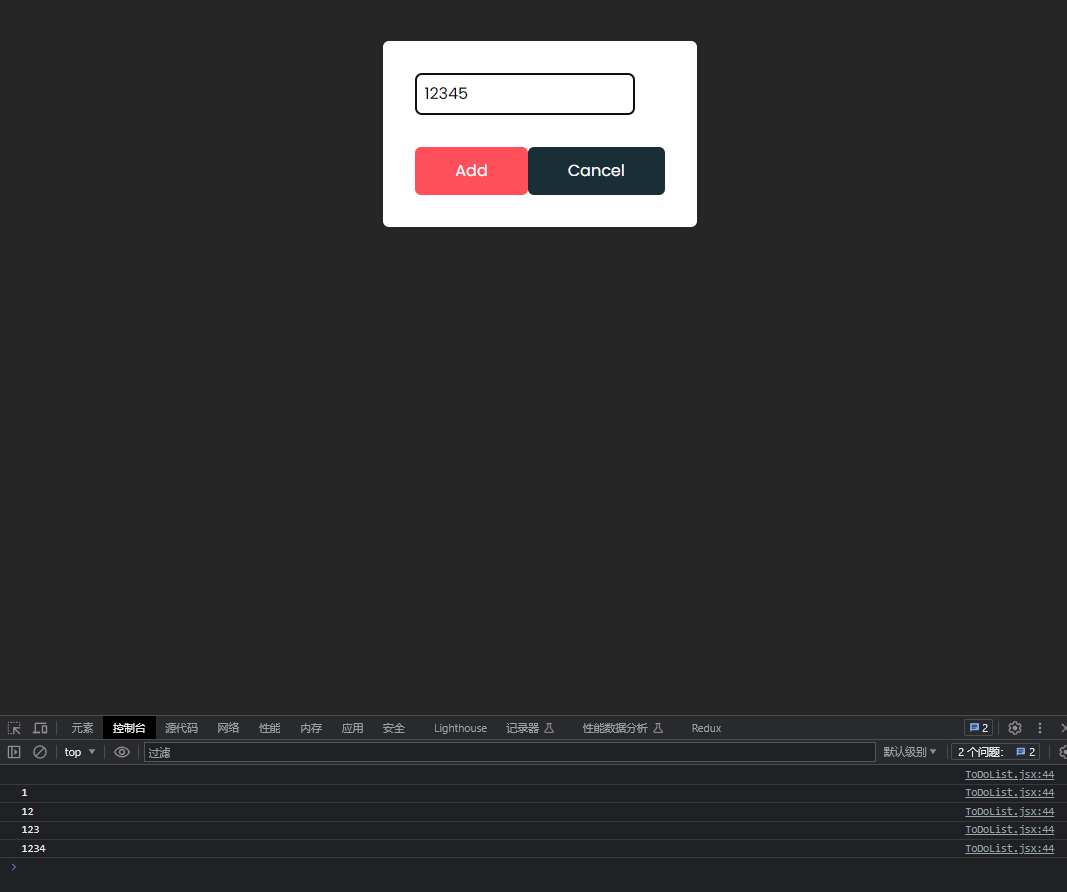 12345
Add Cancel
元素 控制台 源代码 网络 性能 内存 应用 安全 Lighthouse 记录器 性能数据分析 Redux 2
top 过滤 默认级别 2 个问题: 2
ToDoList.jsx:44
1 ToDoList.jsx:44
12 ToDoList.jsx:44
123 ToDoList.jsx:44
1234 ToDoList.jsx:44